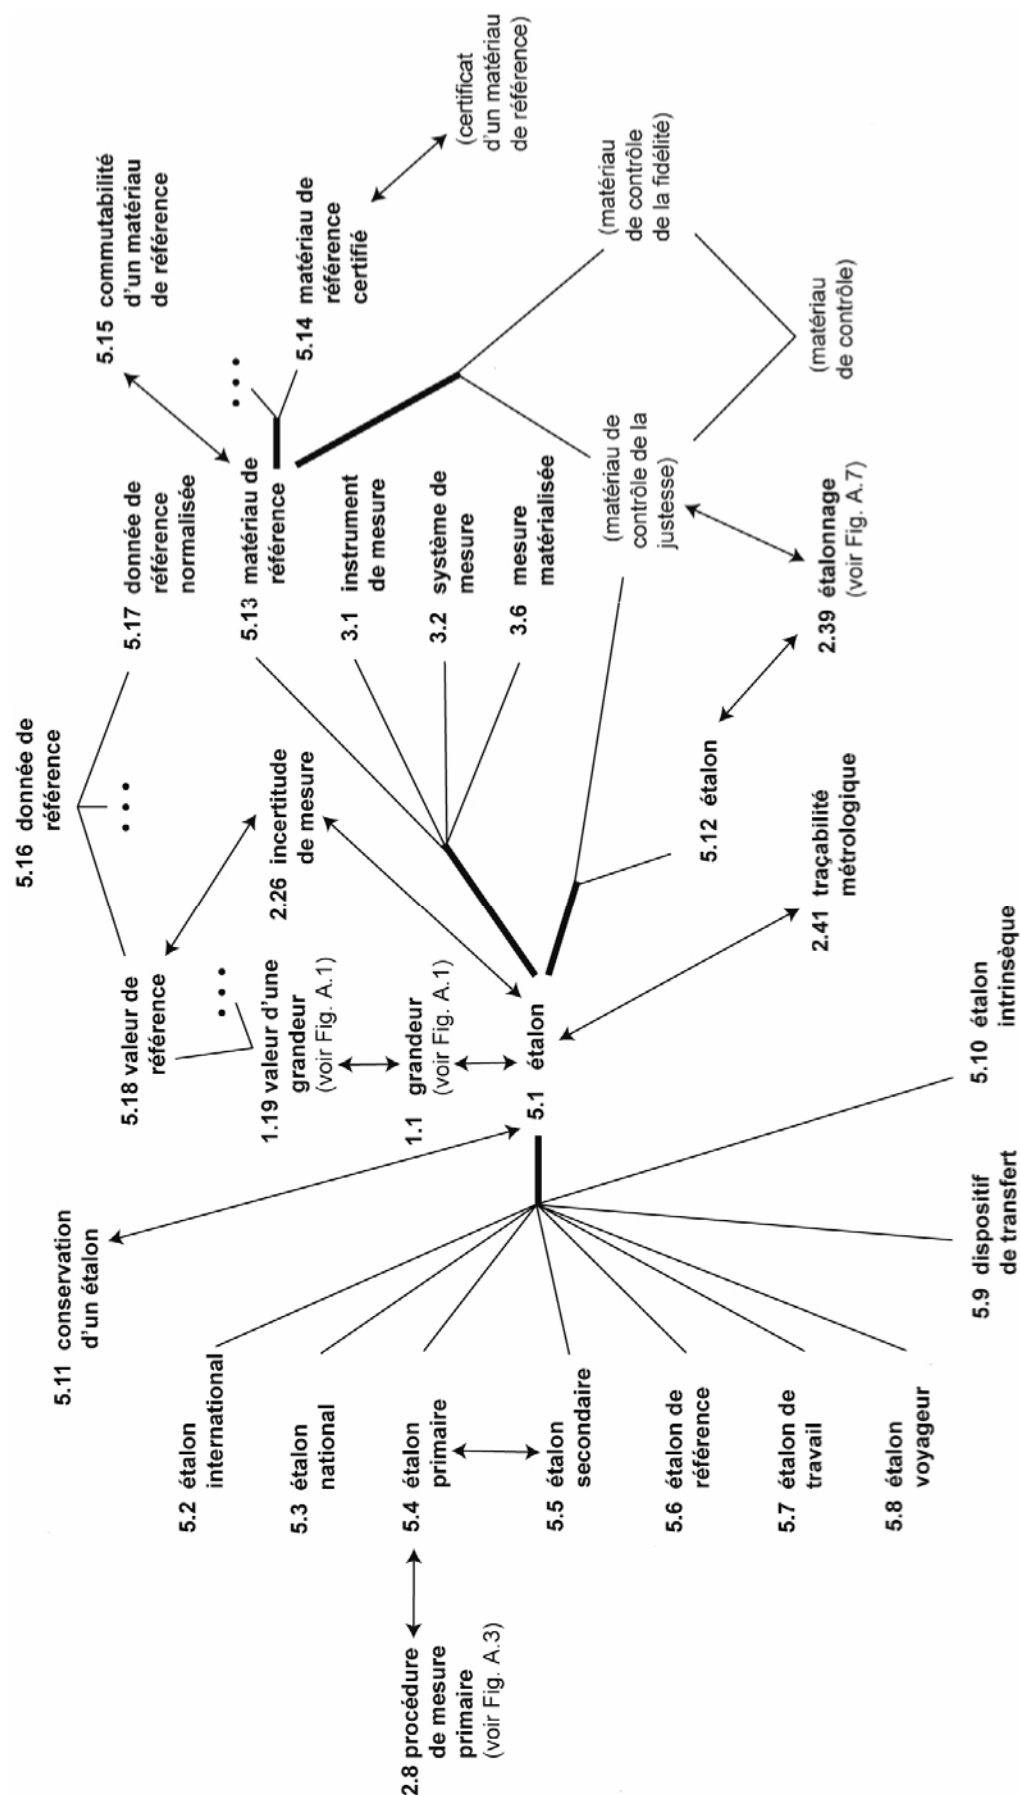 5.16 donnée de
référence
5.18 valeur de
référence
5.17 donnée de
référence
normalisée
5.15 commutabilité
d'un matériau
de référence
5.11 conservation
d'un étalon
5.2 étalon
international
5.3 étalon
national
2.8 procédure
de mesure
primaire
(voir Fig. A.3)
5.4 étalon
primaire
5.5 étalon
secondaire
5.6 étalon de
référence
5.7 étalon de
travail
5.8 étalon
voyageur
5.9 dispositif
de transfert
5.10 étalon
intrinsèque
1.19 valeur d'une
grandeur
(voir Fig. A.1)
1.1 grandeur
(voir Fig. A.1)
5.1 étalon
2.26 incertitude
de mesure
5.13 matériau de
référence
3.1 instrument
de mesure
3.2 système de
mesure
3.6 mesure
matérialisée
5.14 matériau de
référence
certifié
(certificat
d'un matériau
de référence)
(matériau de
contrôle de la
justesse)
(matériau
de contrôle
de la fidélité)
(matériau
de contrôle)
5.12 étalon
2.39 étalonnage
(voir Fig. A.7)
2.41 traçabilité
métrologique